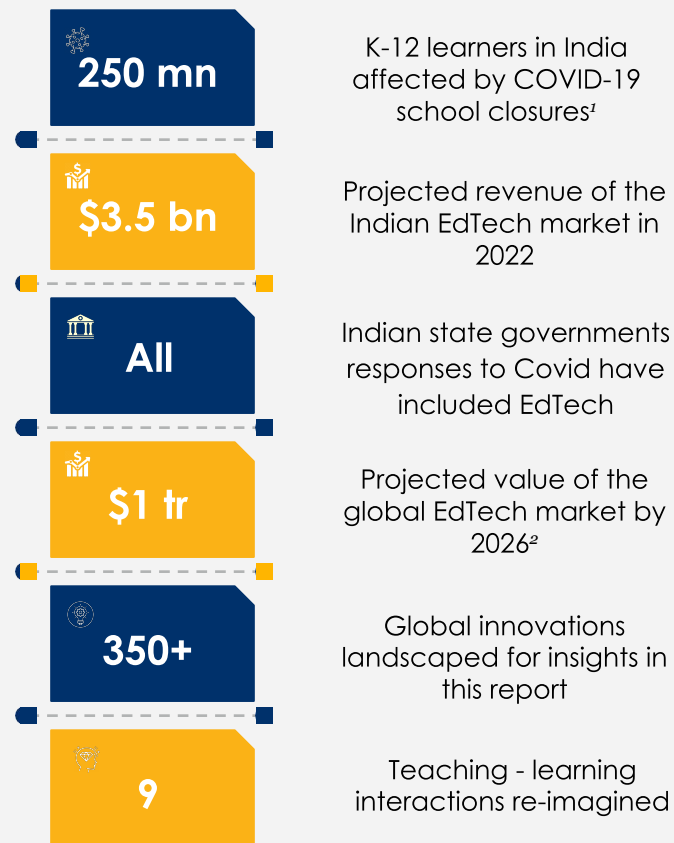 250 mn
K-12 learners in India
affected by COVID-19
school closures¹
$3.5 bn
Projected revenue of the
Indian EdTech market in
2022
All
Indian state governments
responses to Covid have
included EdTech
$1 tr
Projected value of the
global EdTech market by
2026²
350+
Global innovations
landscaped for insights in
this report
9
Teaching - learning
interactions re-imagined